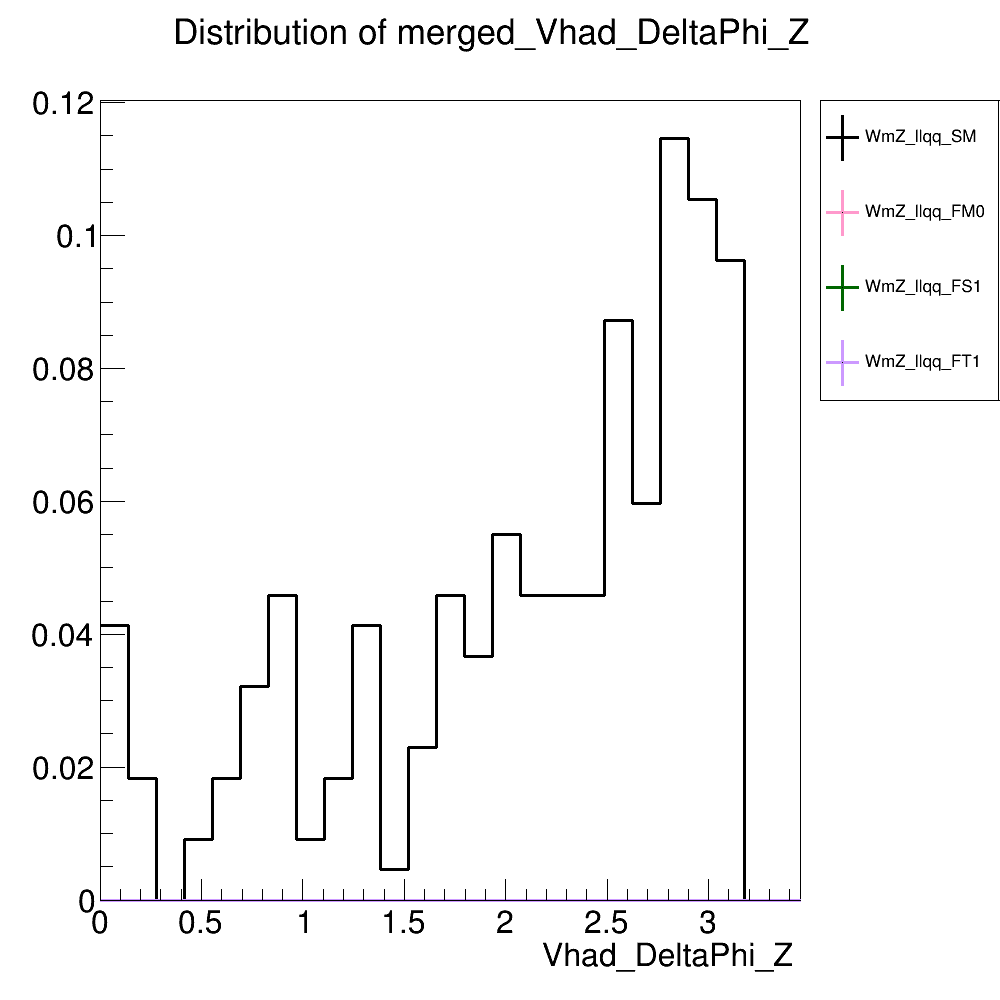 Distribution of merged_Vhad_DeltaPhi_Z
0.12
0.1
0.08
0.06
0.04
0.02
0
0 0.5 1 1.5 2 2.5 3
Vhad_DeltaPhi_Z
WmZ_llqq_SM
WmZ_llqq_FM0
WmZ_llqq_FS1
WmZ_llqq_FT1